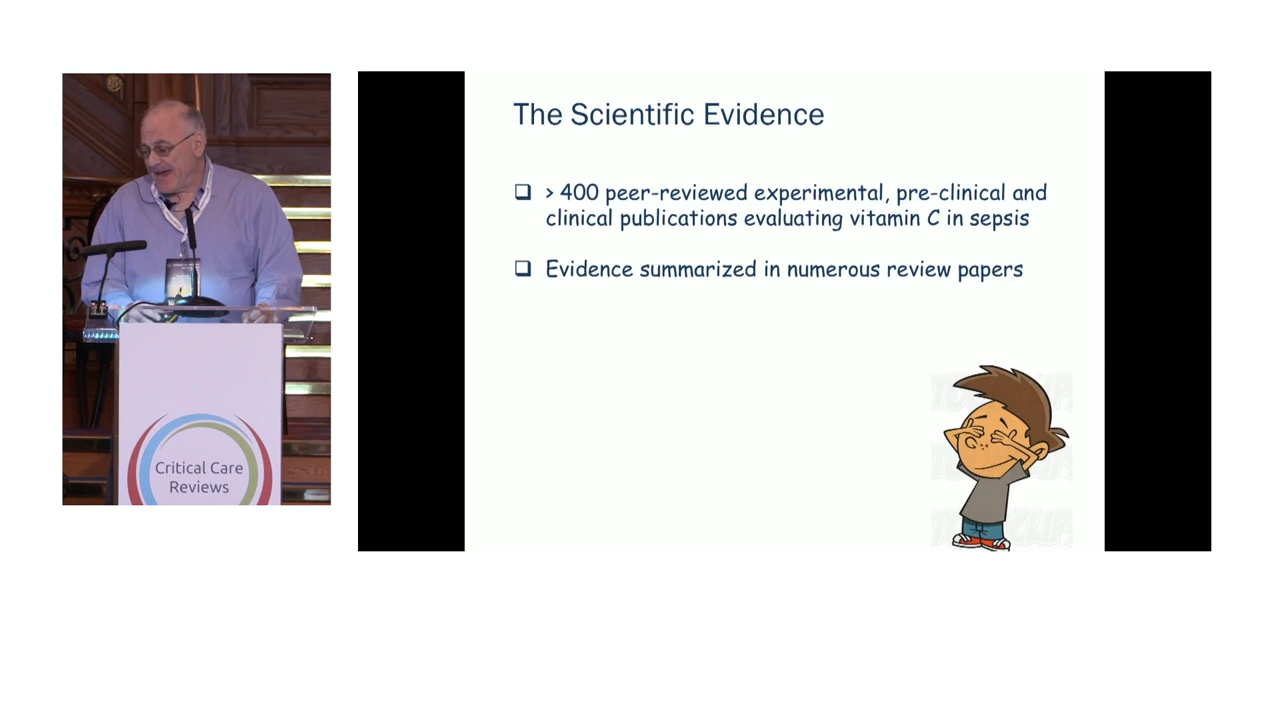 The Scientific Evidence
> 400 peer-reviewed experimental, pre-clinical and
clinical publications evaluating vitamin C in sepsis
Evidence summarized in numerous review papers
Critical Care
Reviews